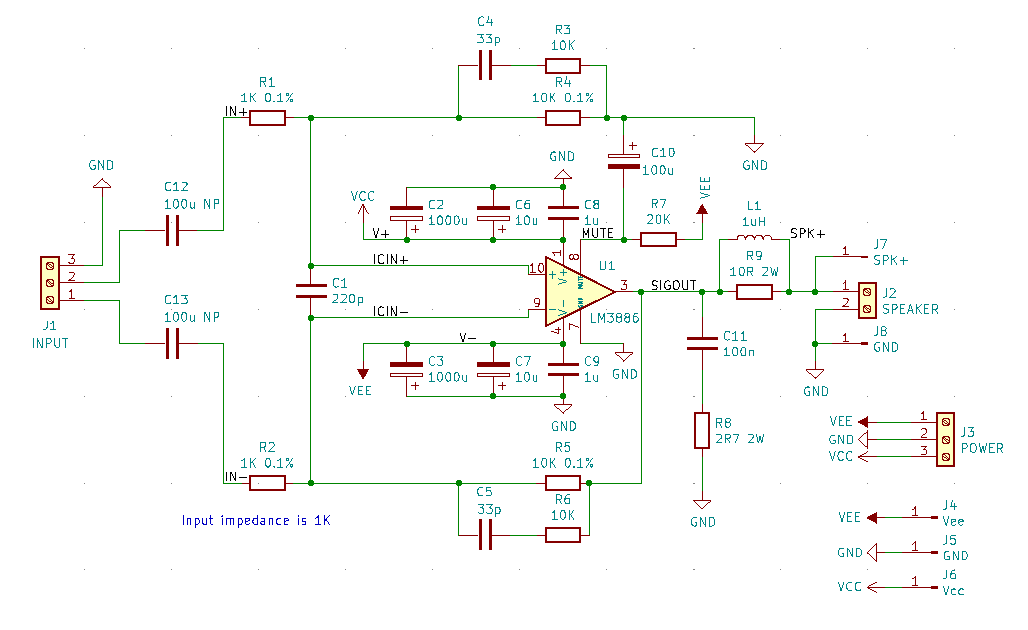 C4
33p
R3
10K
R4
10K 0.1%
R1
1K 0.1%
IN+
GND
GND
C12
100u NP
GND
C10
100u
+
VEE
VCC
C2
1000u
+
C6
10u
+
C8
1u
R7
20K
L1
1uH
V+
MUTE
SPK+
R9
10R 2W
J7
SPK+
1
ICIN+
10
1
8
U1
V+
MUTE
+
3
2
1
J1
INPUT
C1
220p
C13
100u NP
ICIN-
9
-
V-
GND
4
7
3
SIGOUT
LM3886
1
2
J2
SPEAKER
J8
GND
1
V-
VEE
C3
1000u
+
C7
10u
+
C9
1u
GND
C11
100n
GND
GND
R8
2R7 2W
VEE
GND
VCC
1
2
3
J3
POWER
R2
1K 0.1%
IN-
R5
10K 0.1%
R6
10K
C5
33p
GND
Input impedance is 1K
VEE
1
J4
Vee
GND
1
J5
GND
VCC
1
J6
Vcc